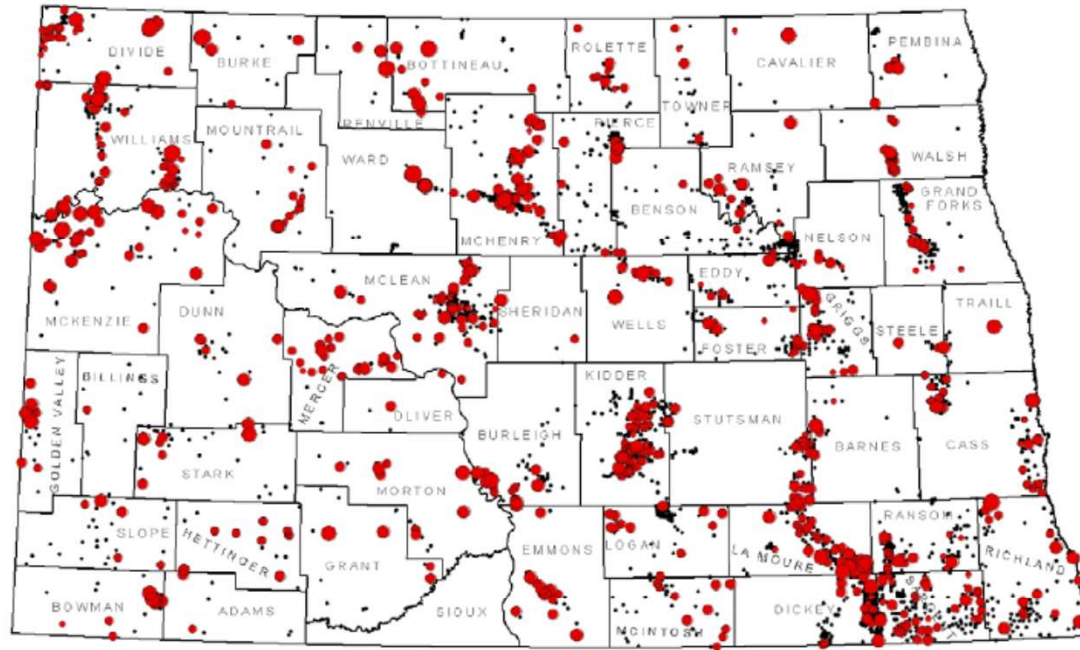 DIVIDE
BURKE
BOTTINEAU
ROLETTE
CAVALIER
PEMBINA
TOWNER
RENVILLE
PIERCE
WILLIAMS
MOUNTRAIL
WARD
RAMSEY
WALSH
BENSON
GRAND
FORKS
MCHENRY
NELSON
MCLEAN
EDDY
SHERIDAN
MCKENZIE
DUNN
WELLS
GRIGGS
STEELE
TRAILL
FOSTER
GOLDEN VALLEY
BILLINGS
MERCER
KIDDER
OLIVER
STUTSMAN
BURLEIGH
BARNES
CASS
STARK
MORTON
SLOPE
HETTINGER
GRANT
EMMONS
LOGAN
LA MOURE
RANSOM
RICHLAND
BOWMAN
ADAMS
SIOUX
MCINTOSH
DICKEY
SARGENT